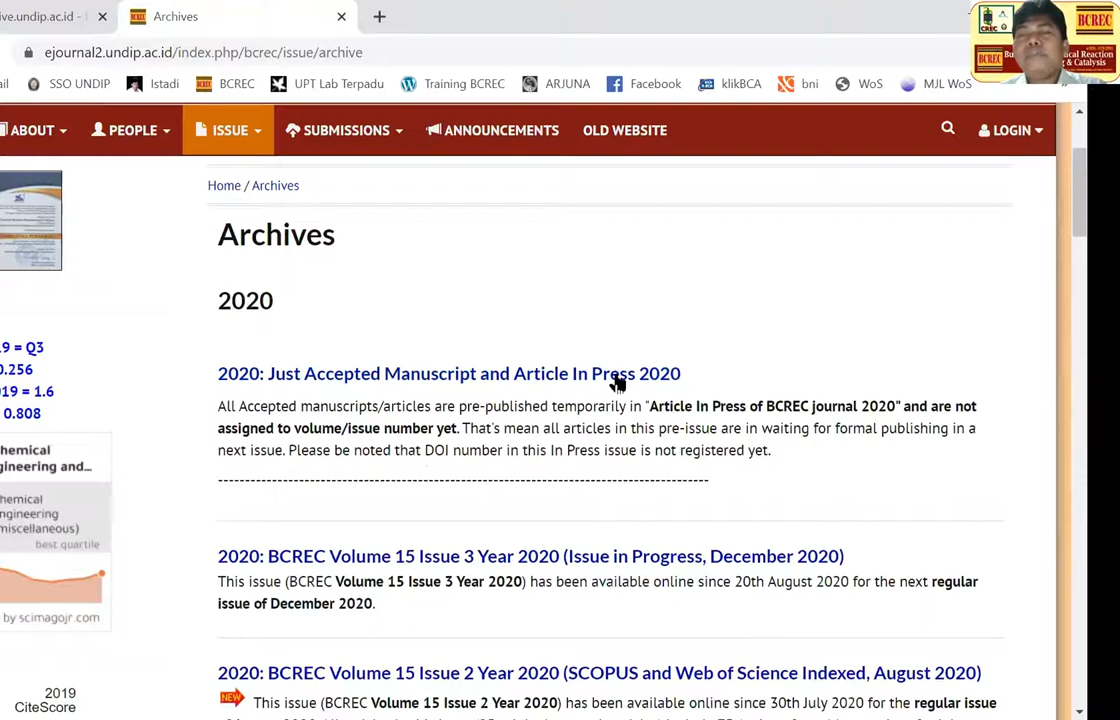 ive.undip.ac.id -
Archives
ejournal2.undip.ac.id/index.php/bcrec/issue/archive
ail SSO UNDIP Istadi BCREC UPT Lab Terpadu Training BCREC ARJUNA Facebook klikBCA bni WoS MJL WoS
CREC BCREC
BCREC
& Catalysis
ABOUT PEOPLE ISSUE SUBMISSIONS ANNOUNCEMENTS OLD WEBSITE LOGIN
Home / Archives
Archives
2020
19 = Q3
0.256
019 = 1.6
0.808
hemical
gineering and...
hemical
ngineering
miscellaneous)
best quartile
by scimagojr.com
2019
CiteScore
2020: Just Accepted Manuscript and Article In Press 2020
All Accepted manuscripts/articles are pre-published temporarily in "Article In Press of BCREC journal 2020" and are not
assigned to volume/issue number yet. That's mean all articles in this pre-issue are in waiting for formal publishing in a
next issue. Please be noted that DOI number in this In Press issue is not registered yet.
--------------------------------------------------------------------------------------------
2020: BCREC Volume 15 Issue 3 Year 2020 (Issue in Progress, December 2020)
This issue (BCREC Volume 15 Issue 3 Year 2020) has been available online since 20th August 2020 for the next regular
issue of December 2020.
2020: BCREC Volume 15 Issue 2 Year 2020 (SCOPUS and Web of Science Indexed, August 2020)
NEW This issue (BCREC Volume 15 Issue 2 Year 2020) has been available online since 30th July 2020 for the regular issue